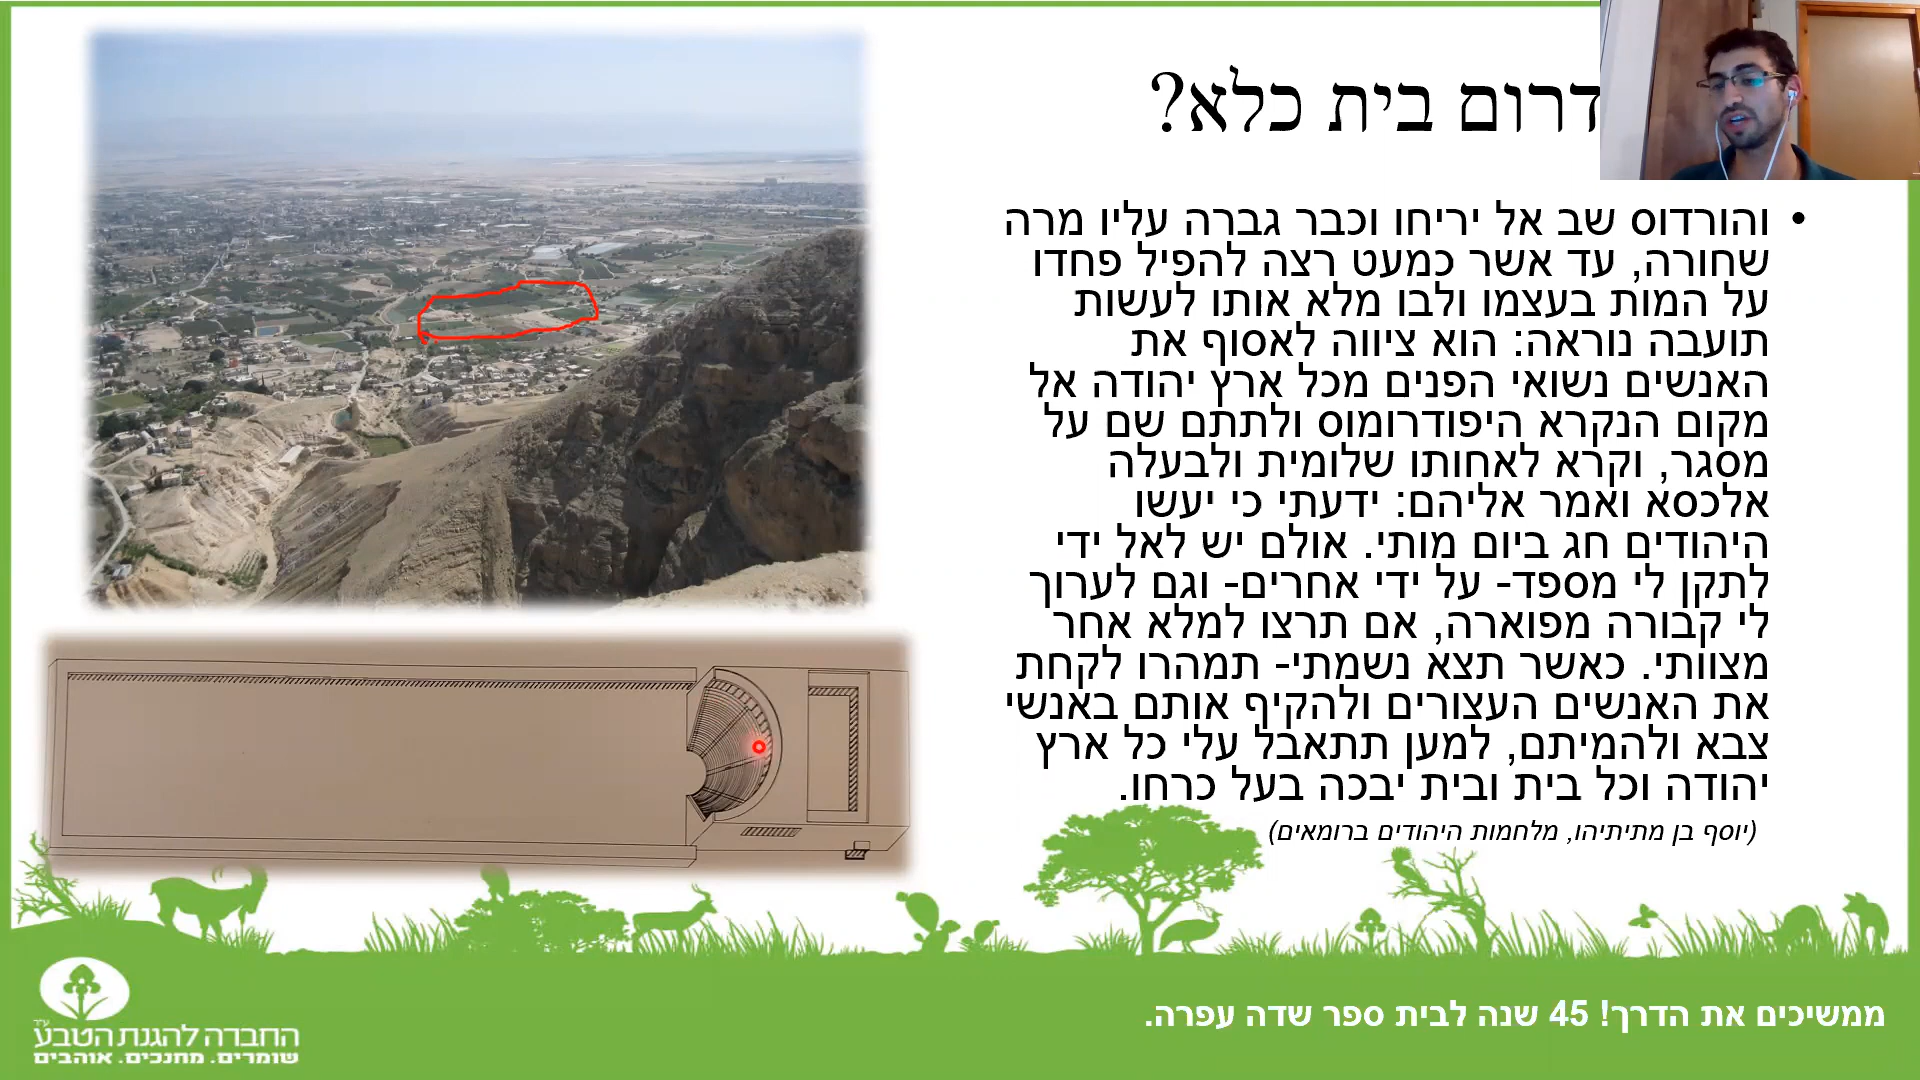 דרום בית כלא?
• והורדוס שב אל יריחו וכבר גברה עליו מרה
שחורה, עד אשר כמעט רצה להפיל פחדו
על המות בעצמו ולבו מלא אותו לעשות
תועבה נוראה: הוא ציווה לאסוף את
האנשים נשואי הפנים מכל ארץ יהודה אל
מקום הנקרא היפודרומוס ולתתם שם על
מסגר, וקרא לאחותו שלומית ולבעלה
אלכסא ואמר אליהם: ידעתי כי יעשו
היהודים חג ביום מותי. אולם יש לאל ידי
לתקן לי מספד- על ידי אחרים- וגם לערוך
לי קבורה מפוארה, אם תרצו למלא אחר
מצוותי. כאשר תצא נשמתי- תמהרו לקחת
את האנשים העצורים ולהקיף אותם באנשי
צבא ולהמיתם, למען תתאבל עלי כל ארץ
יהודה וכל בית ובית יבכה בעל כרחו.
(יוסף בן מתיתיהו, מלחמות היהודים ברומאים)
ממשיכים את הדרך! 45 שנה לבית ספר שדה עפרה.
החברה להגנת הטבע ע״ר
שומרים. מחנכים. אוהבים.